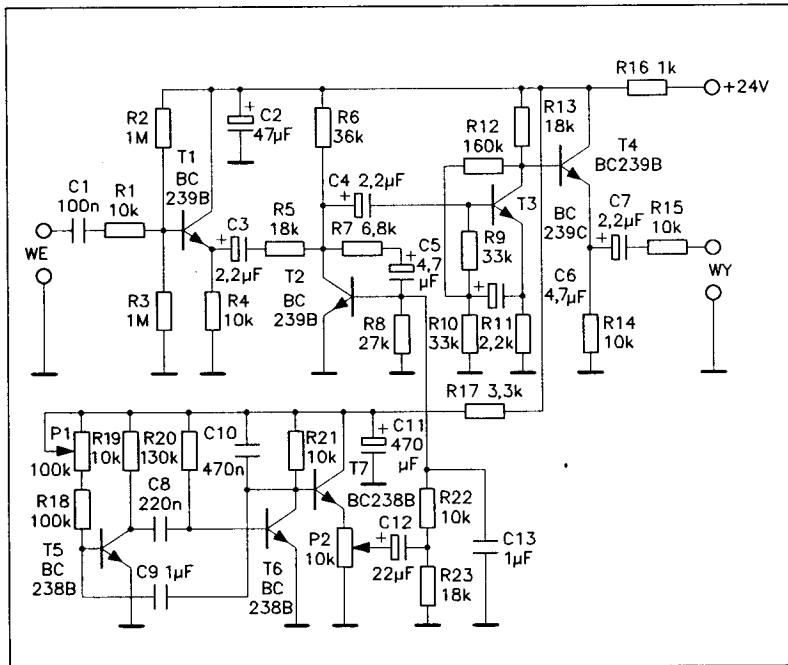 R16 1k
+24V
R2
1M
C2
47µF
R6
36k
R12
160k
R13
18k
T4
BC239B
T1
BC
239B
C1
100n
R1
10k
C4 2,2µF
T3
BC
239C
C7
2,2µF
R15
10k
WE
C3
2,2µF
R5
18k
R7 6,8k
C5
4,7
µF
R9
33k
C6
4,7µF
WY
R3
1M
R4
10k
T2
BC
239B
R8
27k
R10
33k
R11
2,2k
R14
10k
R17 3,3k
P1
100k
R19
10k
R20
130k
C10
470n
R21
10k
C11
470
µF
C8
220n
T7
BC238B
R18
100k
R22
10k
T5
BC
238B
C9 1µF
T6
BC
238B
P2
10k
C12
22µF
R23
18k
C13
1µF